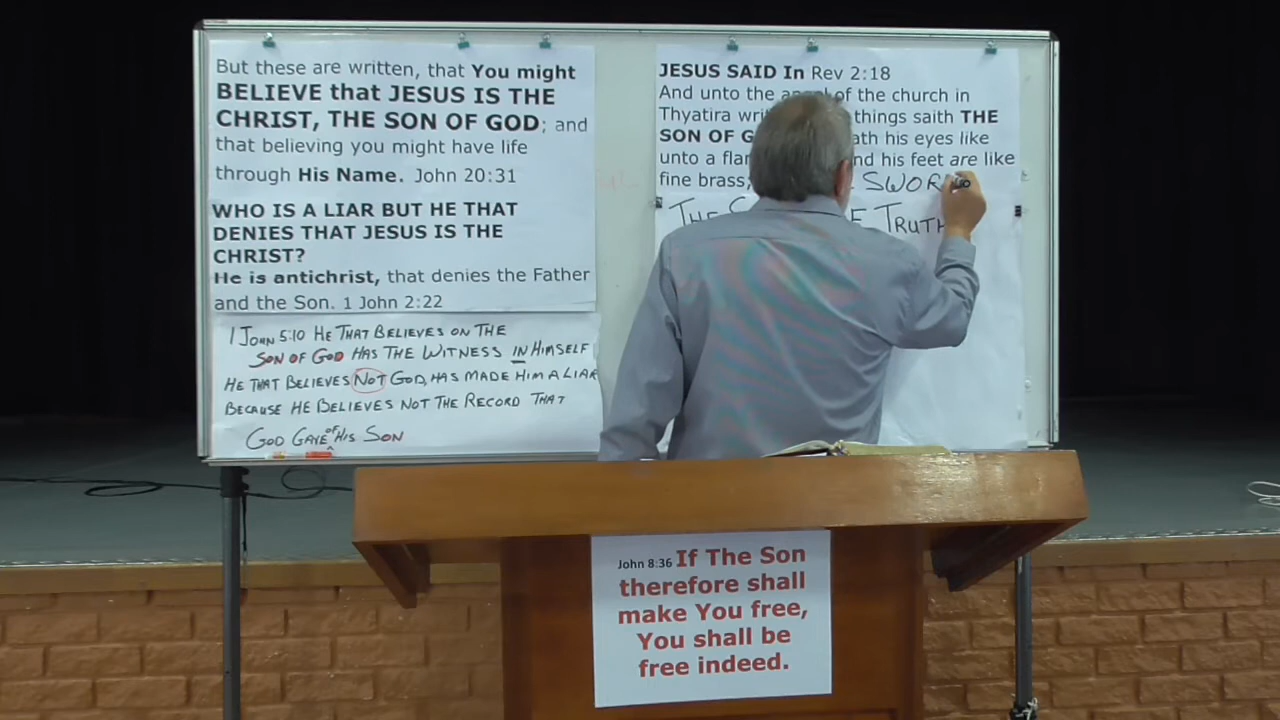 But these are written, that You might
BELIEVE that JESUS IS THE
CHRIST, THE SON OF GOD; and
that believing you might have life
through His Name. John 20:31
WHO IS A LIAR BUT HE THAT
DENIES THAT JESUS IS THE
CHRIST?
He is antichrist, that denies the Father
and the Son. 1 John 2:22
1 JOHN 5:10 HE THAT BELIEVES ON THE
SON OF GOD HAS THE WITNESS IN HIMSELF
HE THAT BELIEVES NOT GOD, HAS MADE HIM A LIAR
BECAUSE HE BELIEVES NOT THE RECORD THAT
GOD GAVE of HIS SON
JESUS SAID In Rev 2:18
And unto the of the church in
Thyatira things saith THE
SON OF his eyes like
unto a and his feet are like
fine brass; SWOR
THE TRUTH
John 8:36 If The Son
therefore shall
make You free,
You shall be
free indeed.